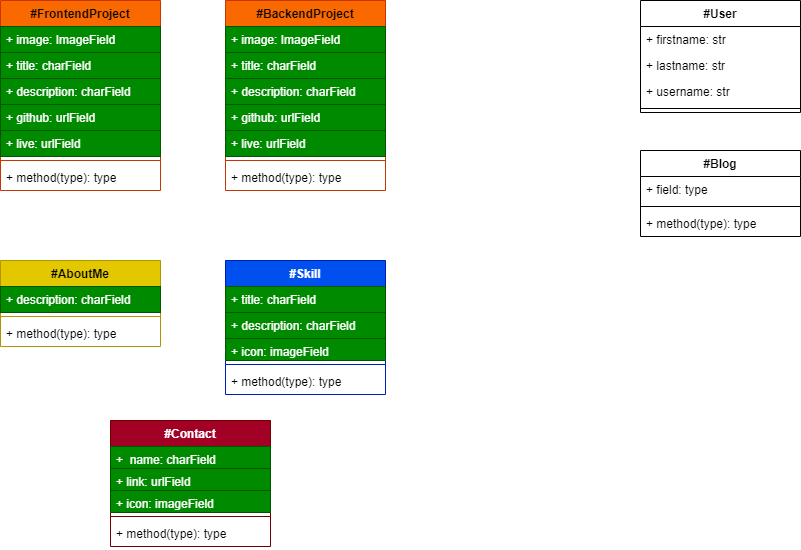 #FrontendProject
+ image: ImageField
+ title: charField
+ description: charField
+ github: urlField
+ live: urlField
+ method(type): type
#BackendProject
+ image: ImageField
+ title: charField
+ description: charField
+ github: urlField
+ live: urlField
+ method(type): type
#User
+ firstname: str
+ lastname: str
+ username: str
#Blog
+ field: type
+ method(type): type
#AboutMe
+ description: charField
+ method(type): type
#Skill
+ title: charField
+ description: charField
+ icon: imageField
+ method(type): type
#Contact
+ name: charField
+ link: urlField
+ icon: imageField
+ method(type): type